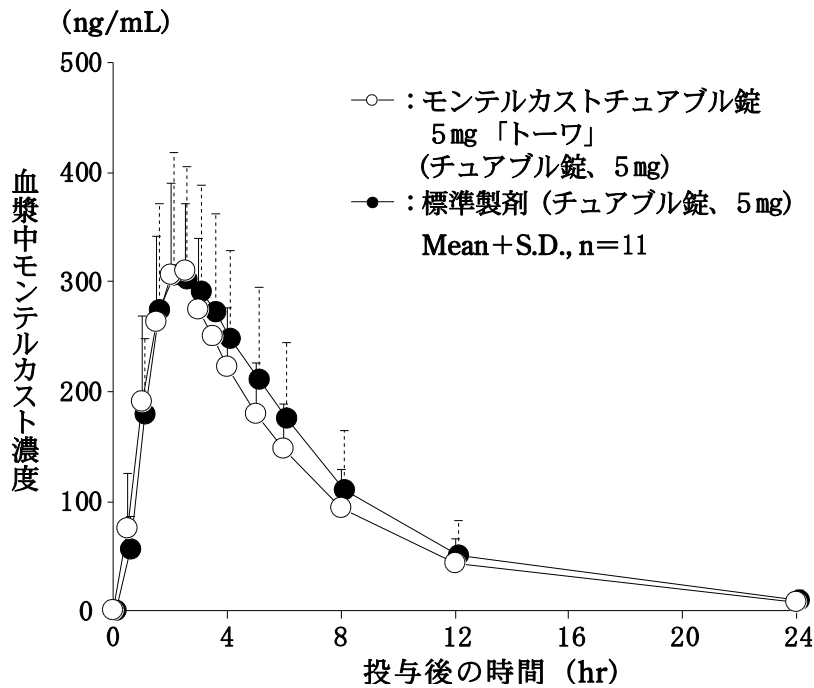 (ng/mL)
500
400
300
200
100
0
血漿中モンテルカスト濃度
○：モンテルカストチュアブル錠
5㎎「トーワ」
(チュアブル錠、5㎎)
●：標準製剤 (チュアブル錠、5㎎)
Mean＋S.D., n＝11
0 4 8 12 16 20 24
投与後の時間 (hr)